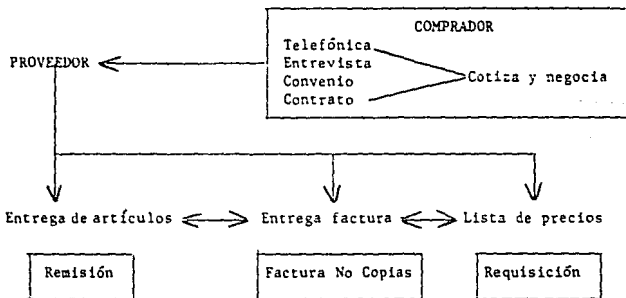 COMPRADOR
Telefónica
PROVEEDOR
Entrevista
Convenio
Cotiza y negocia
Contrato
Entrega de artículos
Entrega factura
Lista de precios
Remisión
Factura No Copias
Requisición